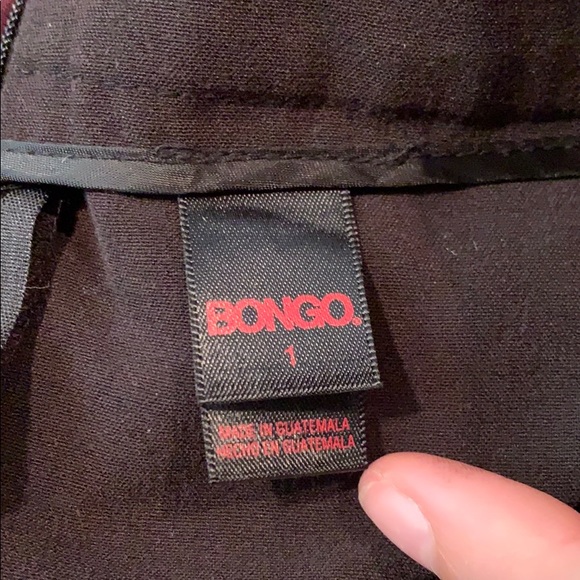 BONGO.
1
MADE IN GUATEMALA
HECHO EN GUATEMALA